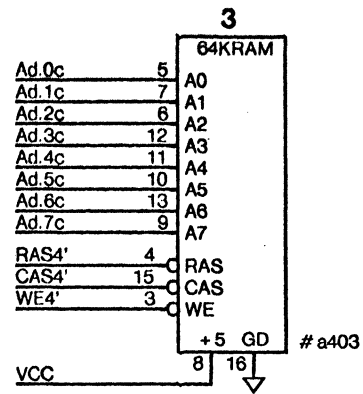 3
64KRAM
Ad.0c 5 A0
Ad.1c 7 A1
Ad.2c 6 A2
Ad.3c 12 A3
Ad.4c 11 A4
Ad.5c 10 A5
Ad.6c 13 A6
Ad.7c 9 A7
RAS4' 4 RAS
CAS4' 15 CAS
WE4' 3 WE
+5 GD #a403
8 16
VCC